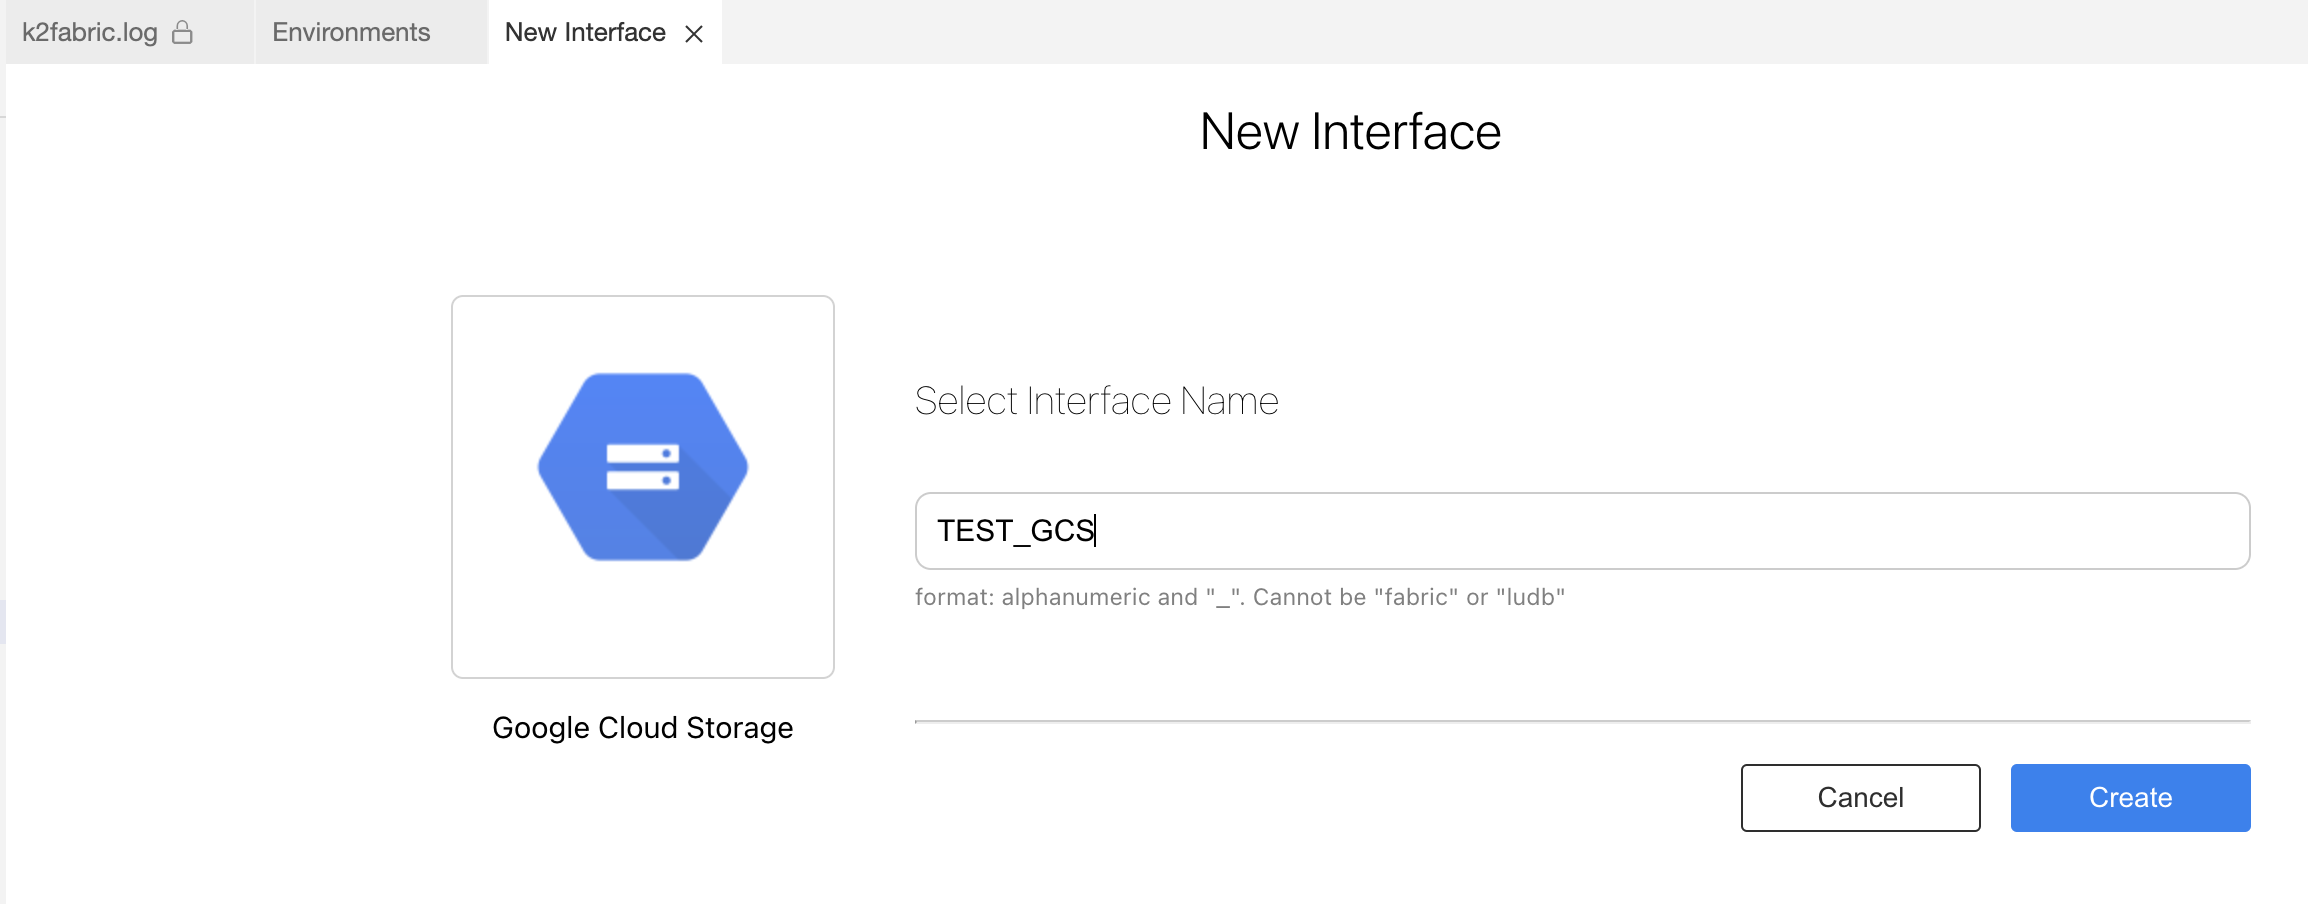 k2fabric.log
Environments
New Interface
New Interface
Select Interface Name
TEST_GCS
format: alphanumeric and "_". Cannot be "fabric" or "ludb"
Google Cloud Storage
Cancel
Create